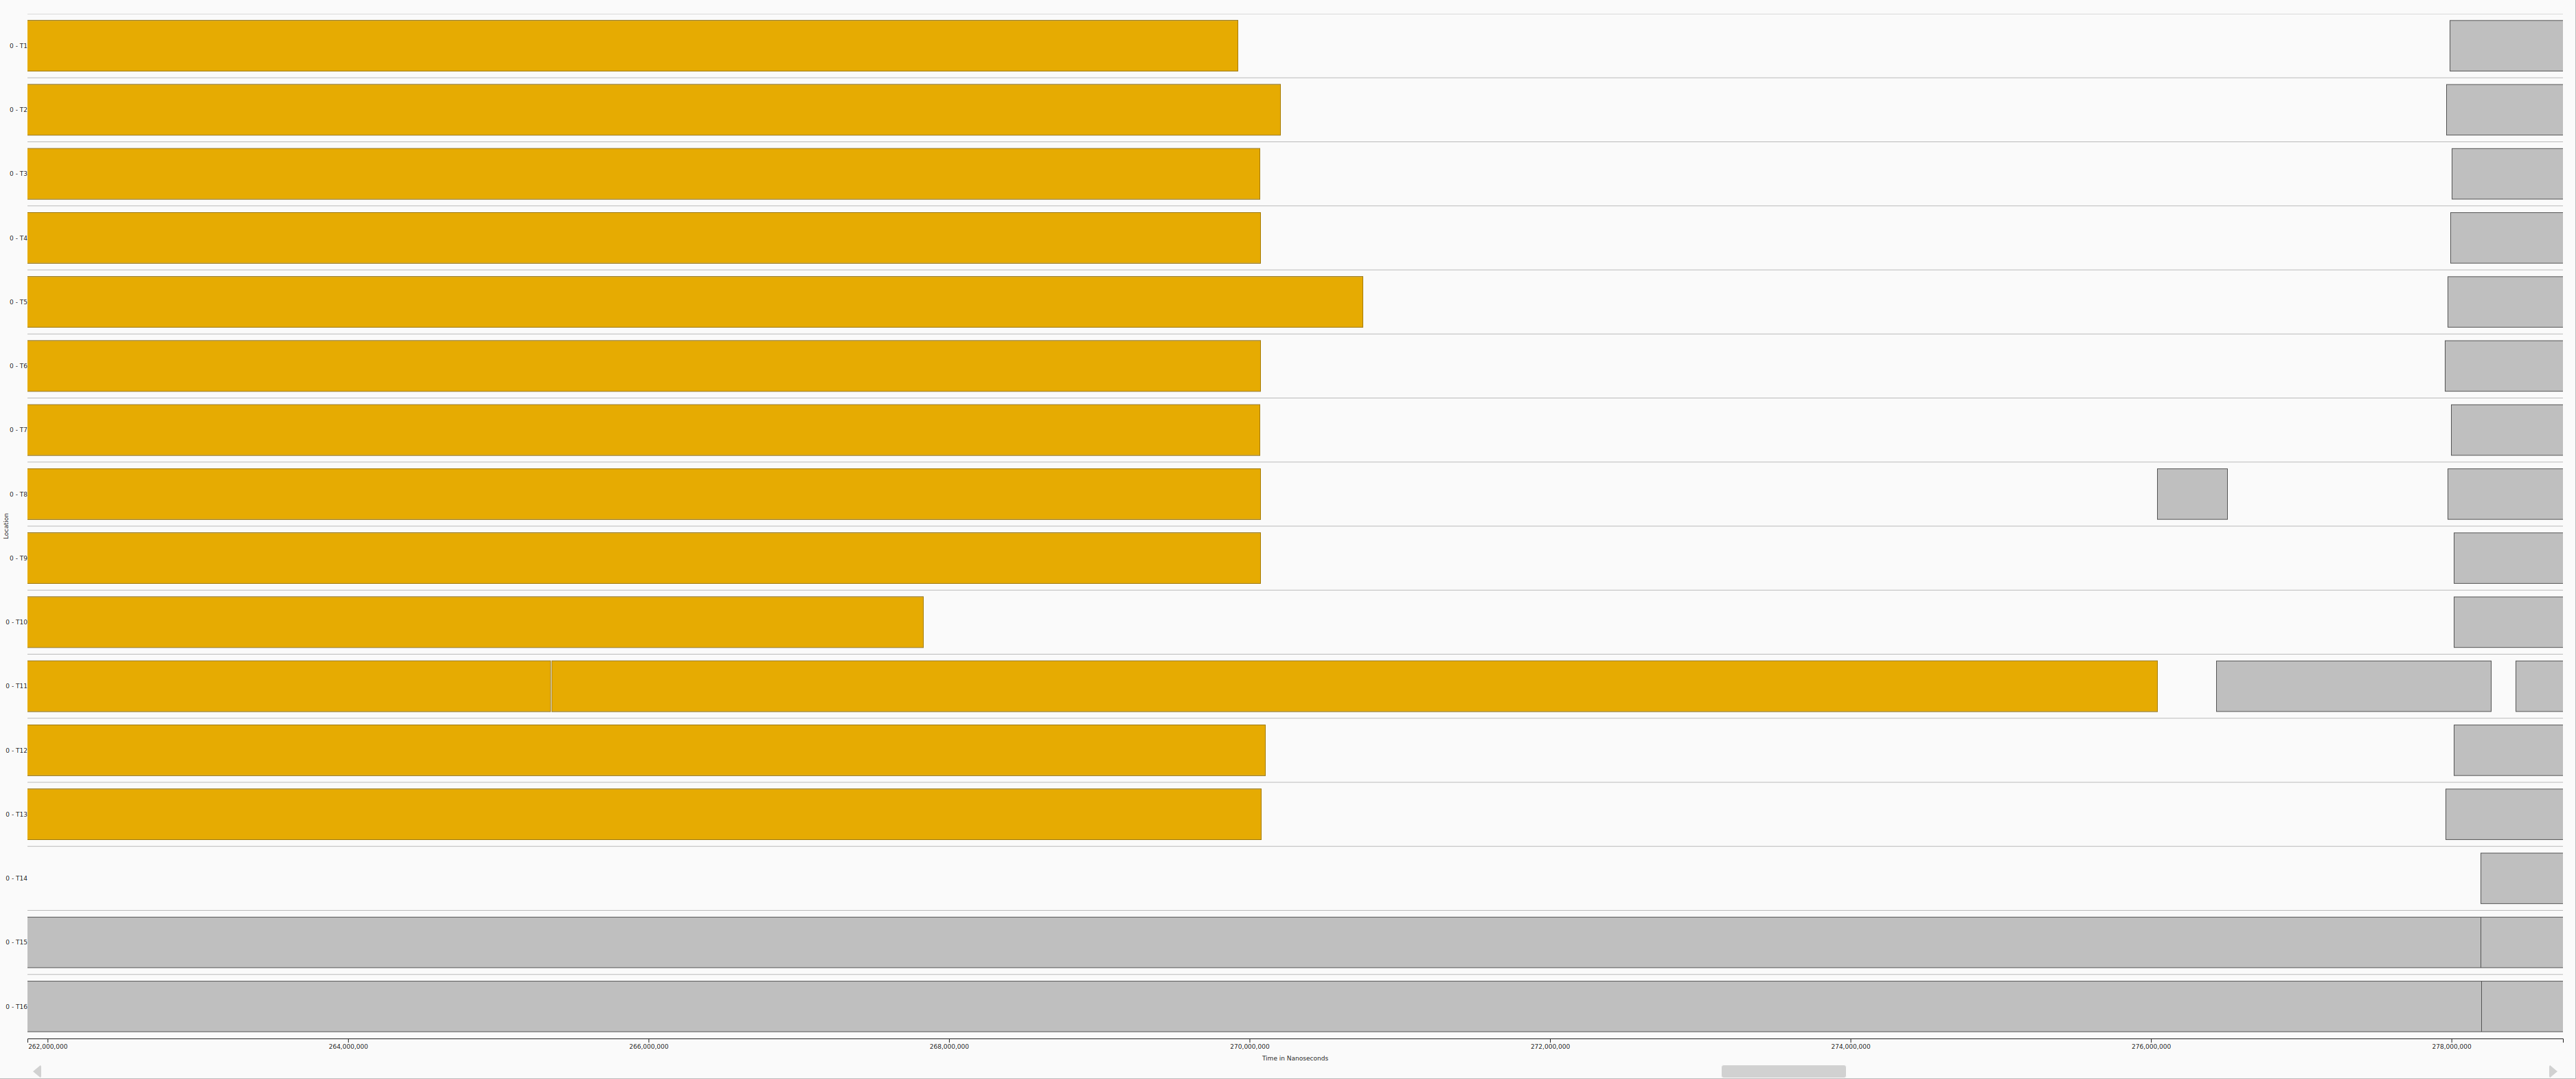 0 - T1
0 - T2
0 - T3
0 - T4
0 - T5
0 - T6
0 - T7
0 - T8
Location
0 - T9
0 - T10
0 - T11
0 - T12
0 - T13
0 - T14
0 - T15
0 - T16
262,000,000 264,000,000 266,000,000 268,000,000 270,000,000 272,000,000 274,000,000 276,000,000 278,000,000
Time in Nanoseconds